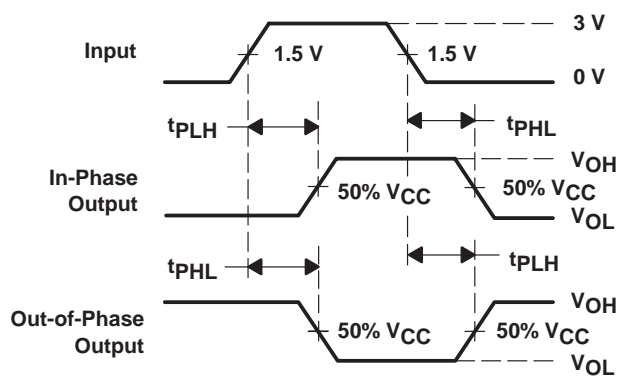 3 V
Input
1.5 V
1.5 V
0 V
tPLH
tPHL
VOH
In-Phase
Output
50% VCC
50% VCC
VOL
tPHL
tPLH
VOH
Out-of-Phase
Output
50% VCC
50% VCC
VOL